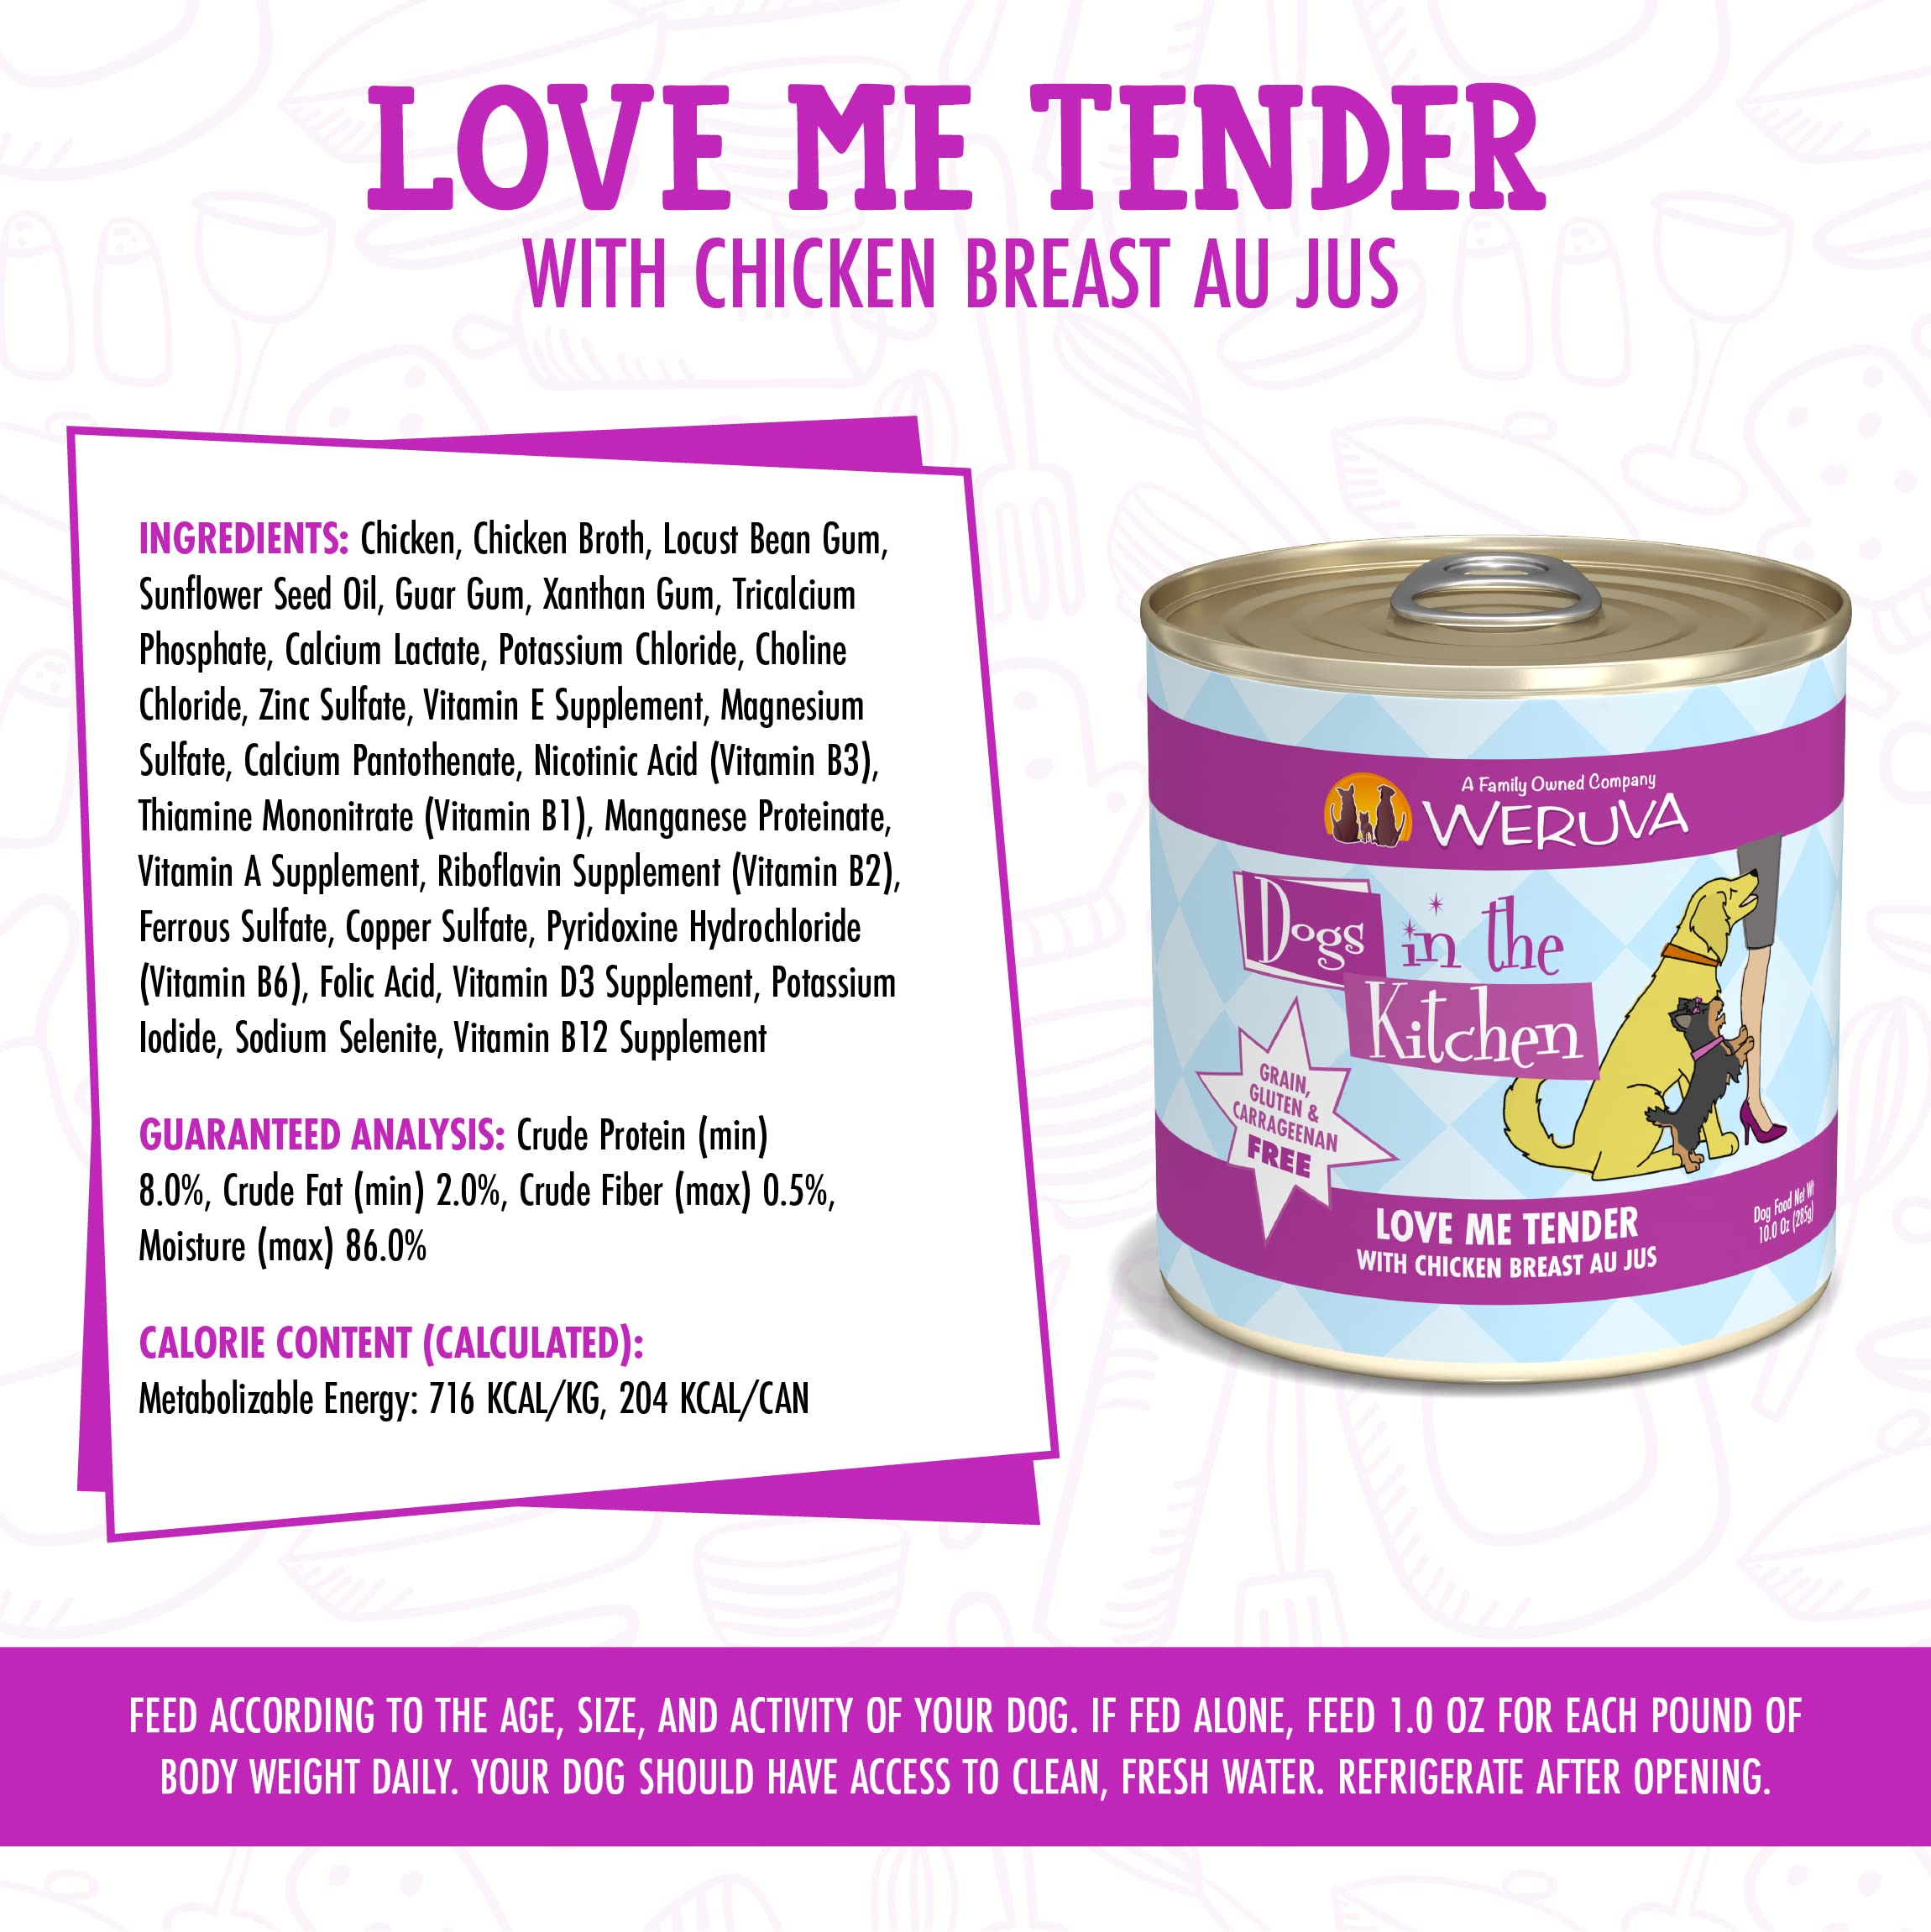 LOVE ME TENDER
WITH CHICKEN BREAST AU JUS
INGREDIENTS: Chicken, Chicken Broth, Locust Bean Gum,
Sunflower Seed Oil, Guar Gum, Xanthan Gum, Tricalcium
Phosphate, Calcium Lactate, Potassium Chloride, Choline
Chloride, Zinc Sulfate, Vitamin E Supplement, Magnesium
Sulfate, Calcium Pantothenate, Nicotinic Acid (Vitamin B3),
Thiamine Mononitrate (Vitamin B1), Manganese Proteinate,
Vitamin A Supplement, Riboflavin Supplement (Vitamin B2),
Ferrous Sulfate, Copper Sulfate, Pyridoxine Hydrochloride
(Vitamin B6), Folic Acid, Vitamin D3 Supplement, Potassium
Iodide, Sodium Selenite, Vitamin B12 Supplement
GUARANTEED ANALYSIS: Crude Protein (min)
8.0%, Crude Fat (min) 2.0%, Crude Fiber (max) 0.5%,
Moisture (max) 86.0%
CALORIE CONTENT (CALCULATED):
Metabolizable Energy: 716 KCAL/KG, 204 KCAL/CAN
A Family Owned Company
WERUVA
Dogs in the
Kitchen
GRAIN,
GLUTEN &
CARRAGEENAN
FREE
LOVE ME TENDER
WITH CHICKEN BREAST AU JUS
Dog Food Net Wt
10.0 Oz (285g)
FEED ACCORDING TO THE AGE, SIZE, AND ACTIVITY OF YOUR DOG. IF FED ALONE, FEED 1.0 OZ FOR EACH POUND OF
BODY WEIGHT DAILY. YOUR DOG SHOULD HAVE ACCESS TO CLEAN, FRESH WATER. REFRIGERATE AFTER OPENING.